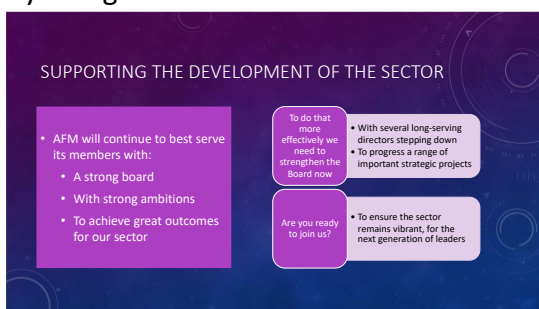 SUPPORTING THE DEVELOPMENT OF THE SECTOR
• AFM will continue to best serve
its members with:
• A strong board
• With strong ambitions
• To achieve great outcomes
for our sector
To do that
more
effectively we
need to
strengthen the
Board now
• With several long-serving
directors stepping down
• To progress a range of
important strategic projects
Are you ready
to join us?
• To ensure the sector
remains vibrant, for the
next generation of leaders